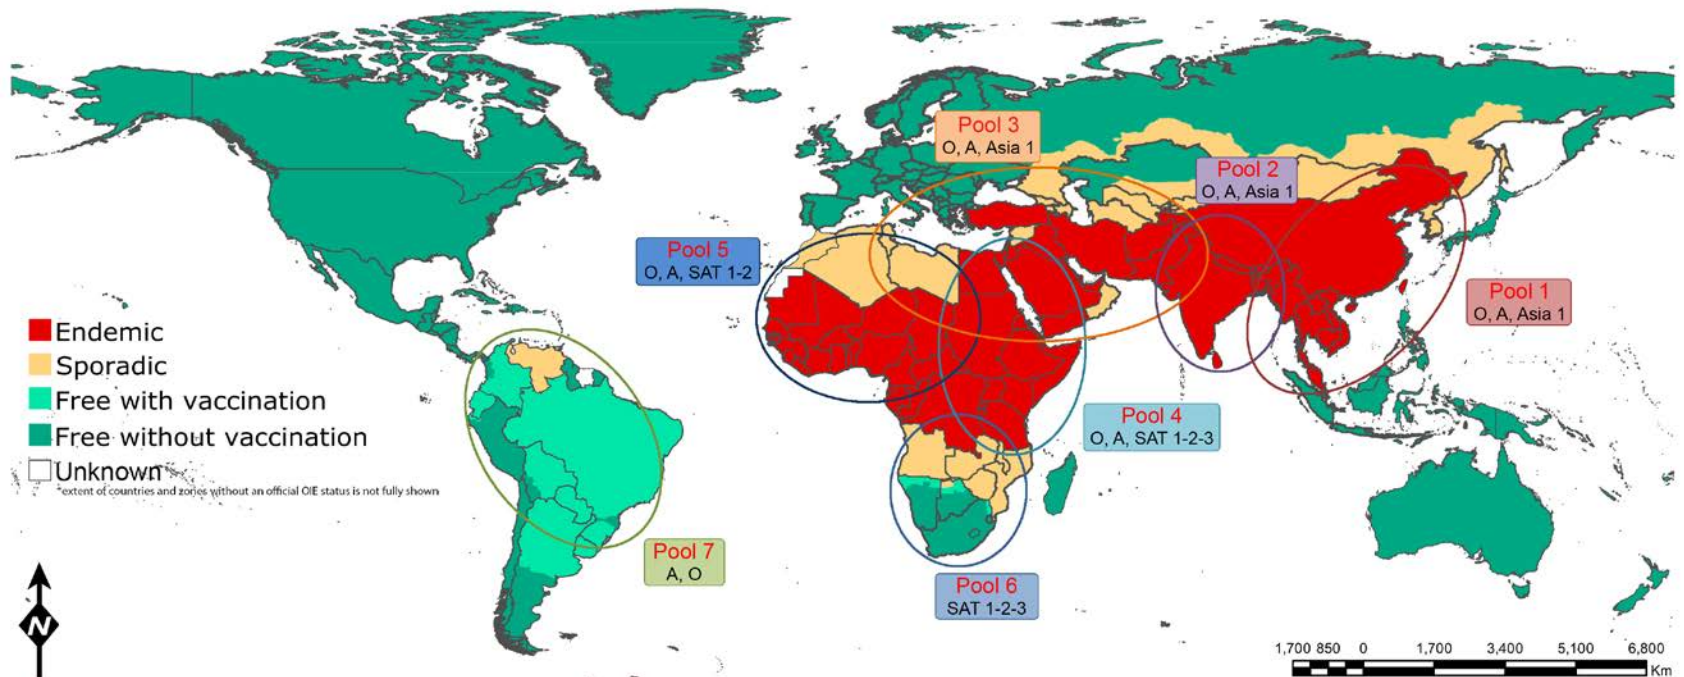 Pool 3
O, A, Asia 1
Pool 2
O, A, Asia 1
Pool 5
O, A, SAT 1-2
Pool 1
O, A, Asia 1
Endemic
Sporadic
Free with vaccination
Free without vaccination
Unknown
*extent of countries and zones without an official OIE status is not fully shown
Pool 4
O, A, SAT 1-2-3
Pool 7
A, O
Pool 6
SAT 1-2-3
N
1,700 850 0 1,700 3,400 5,100 6,800
Km